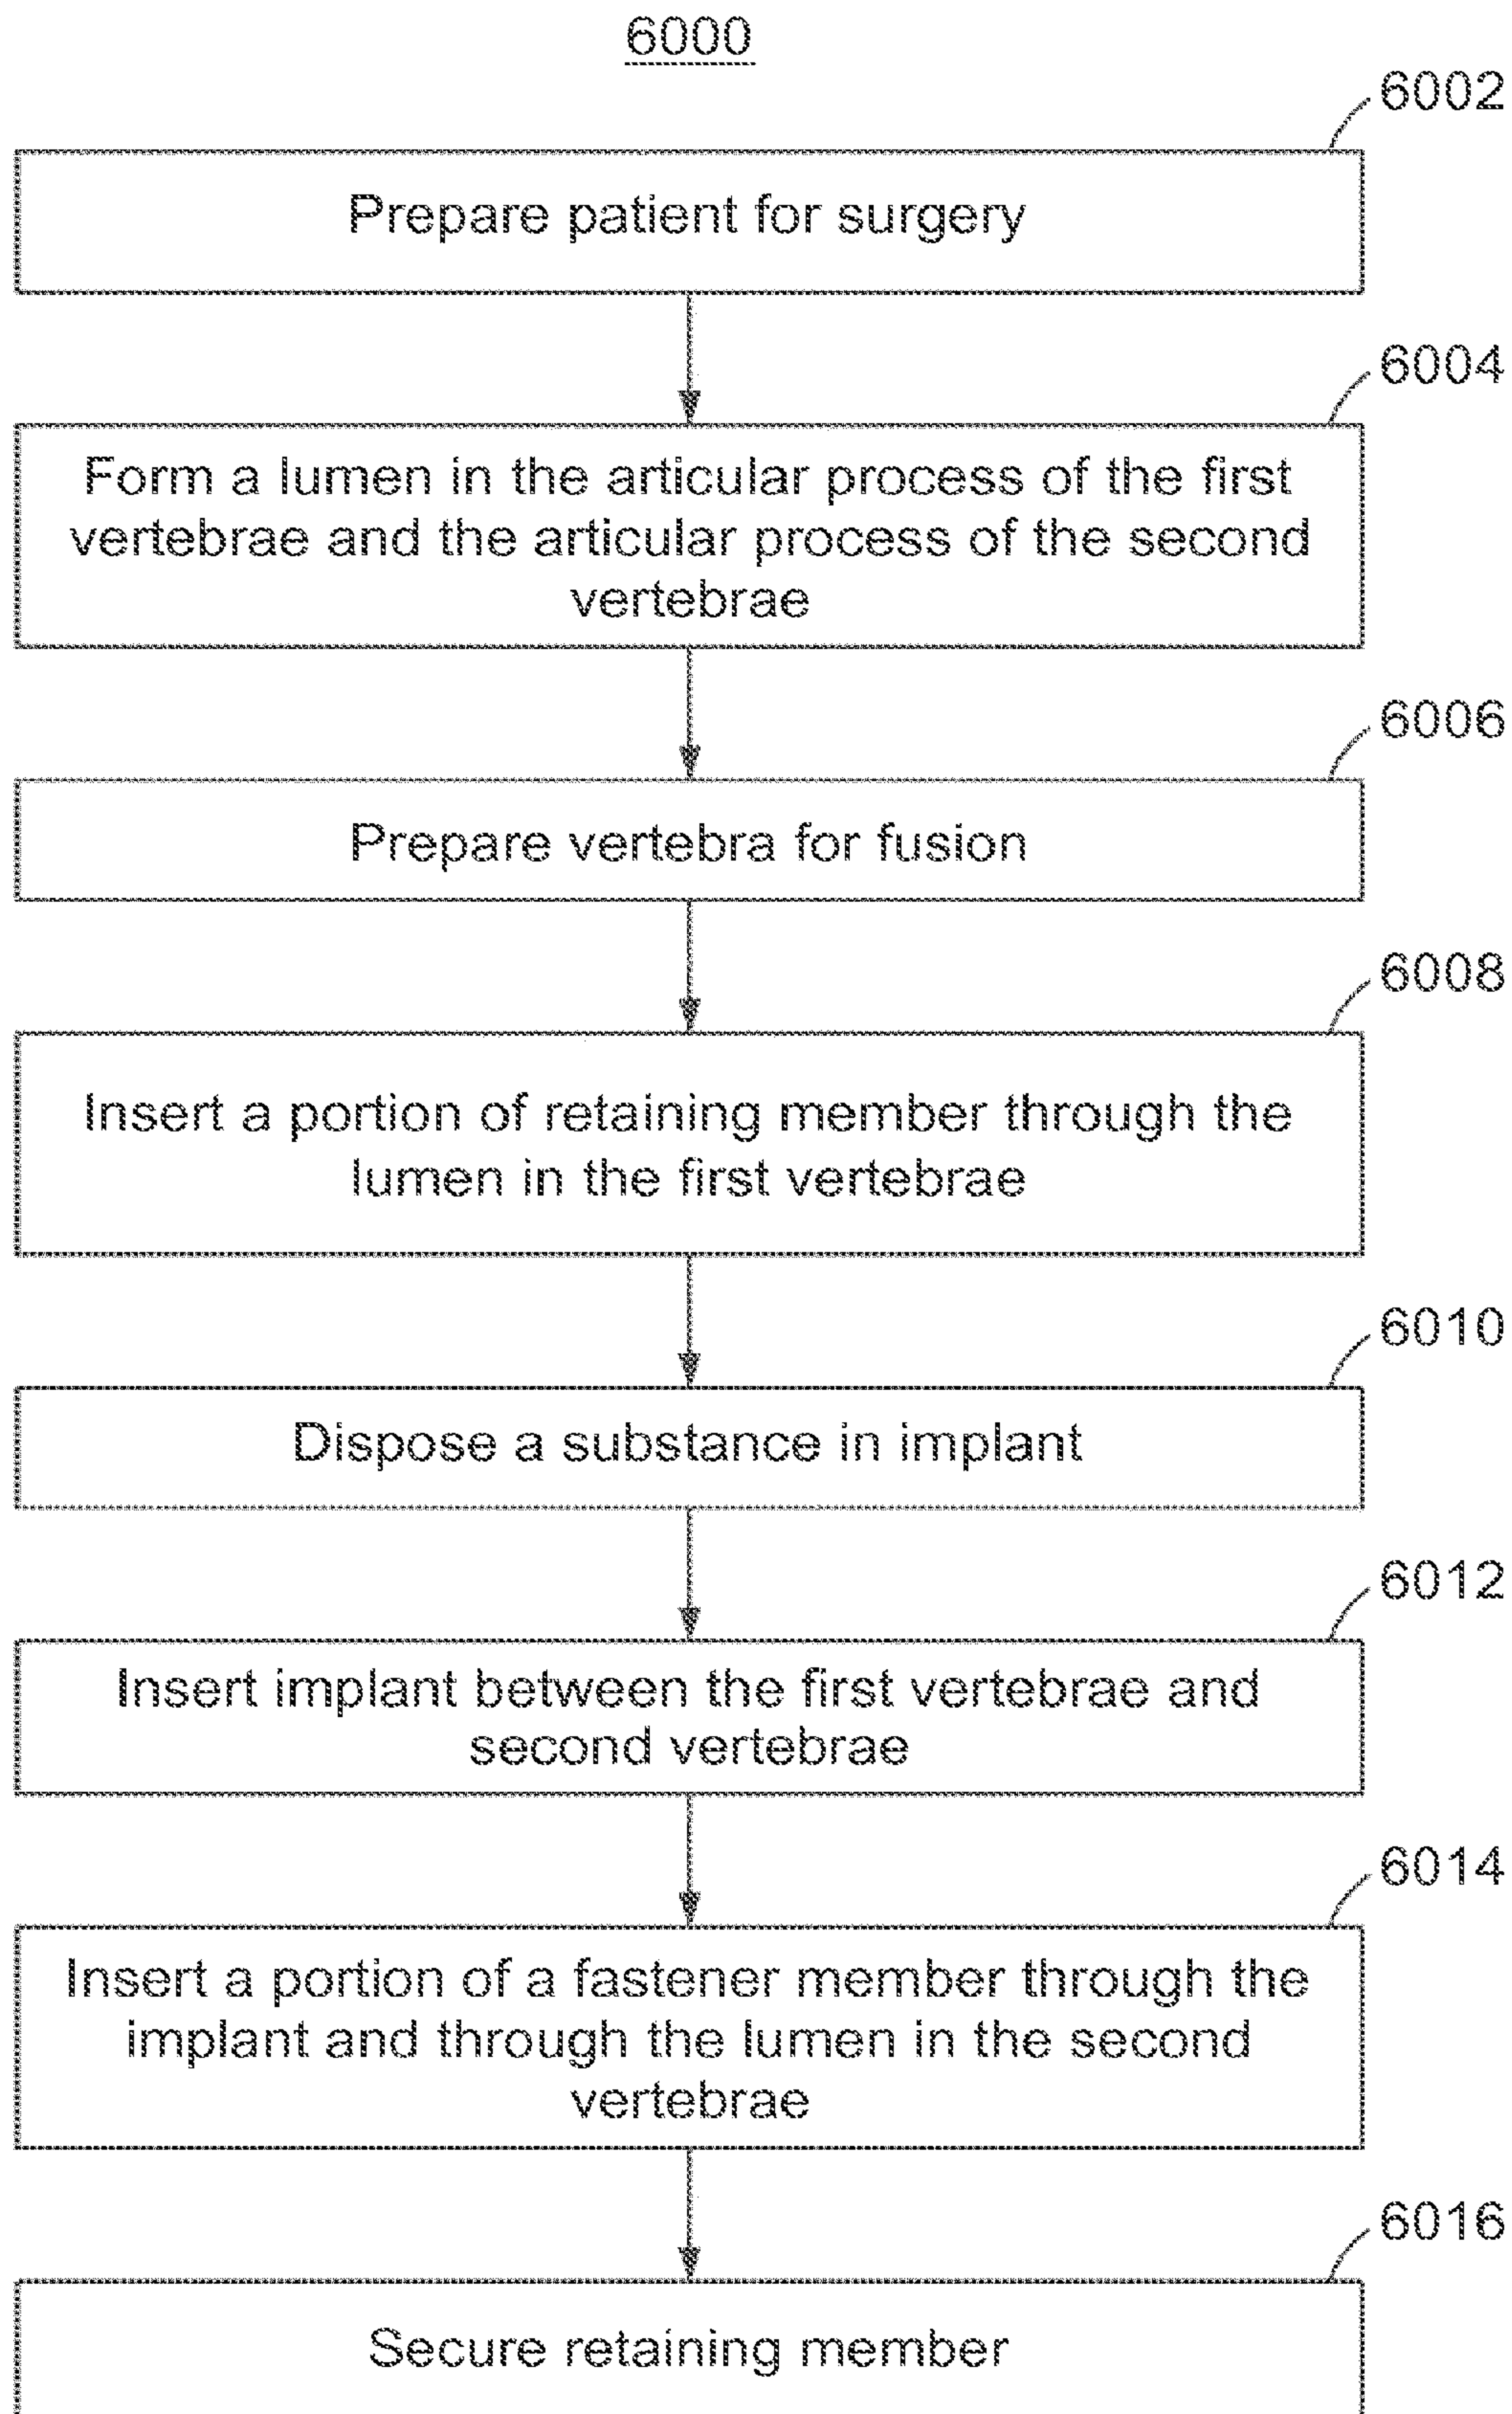 6000
6002
Prepare patient for surgery
6004
Form a lumen in the articular process of the first
vertebrae and the articular process of the second
vertebrae
6006
Prepare vertebra for fusion
6008
Insert a portion of retaining member through the
lumen in the first vertebrae
6010
Dispose a substance in implant
6012
Insert implant between the first vertebrae and
second vertebrae
6014
Insert a portion of a fastener member through the
implant and through the lumen in the second
vertebrae
6016
Secure retaining member